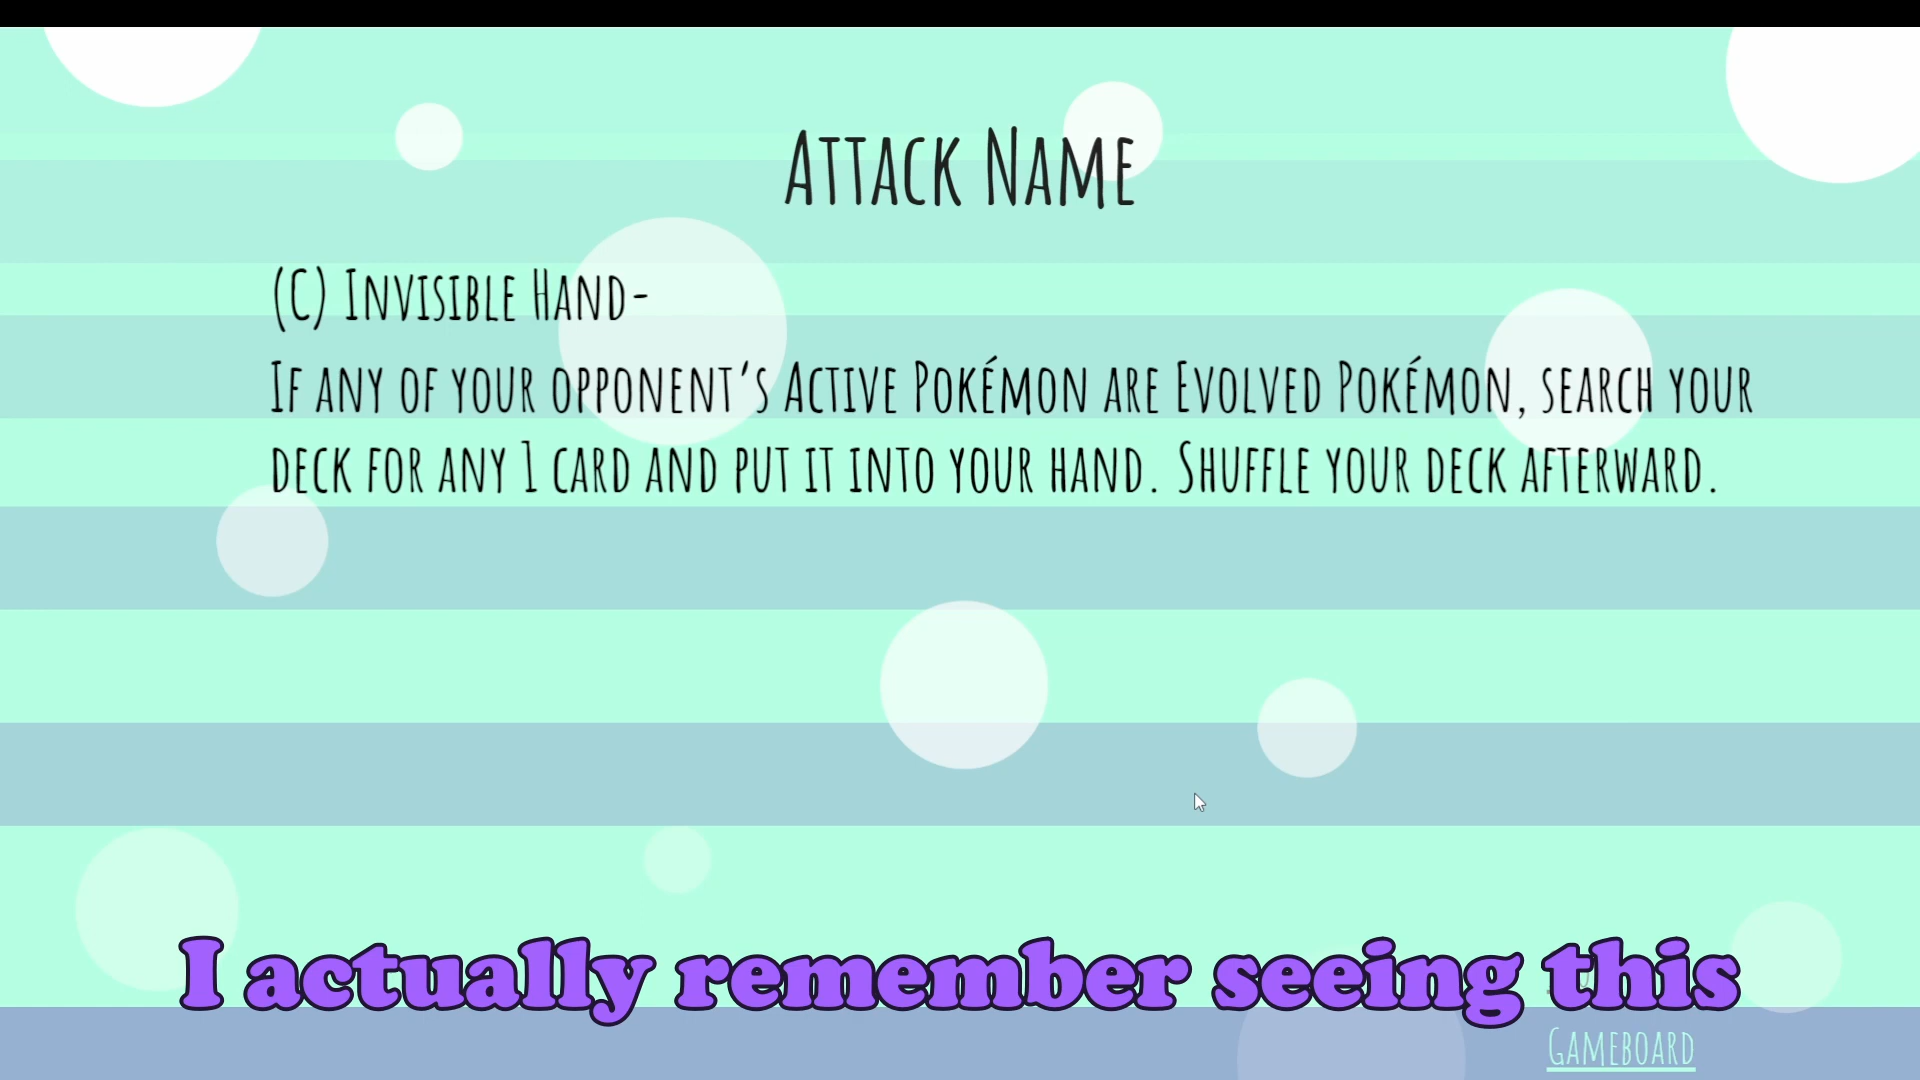 Attack Name
(C) Invisible Hand-
If any of your opponent's Active Pokémon are Evolved Pokémon, search your
deck for any 1 card and put it into your hand. Shuffle your deck afterward.
I actually remember seeing this
Gameboard